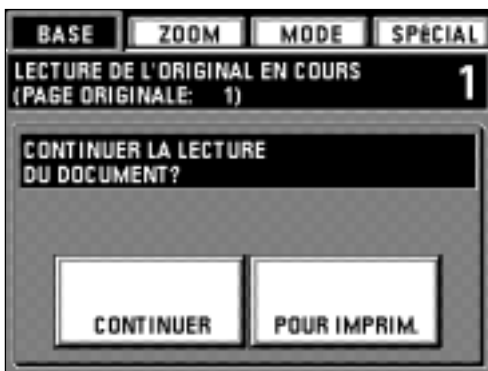 BASE ZOOM MODE SPÉCIAL
LECTURE DE L'ORIGINAL EN COURS
(PAGE ORIGINALE: 1) 1
CONTINUER LA LECTURE
DU DOCUMENT?
CONTINUER POUR IMPRIM.